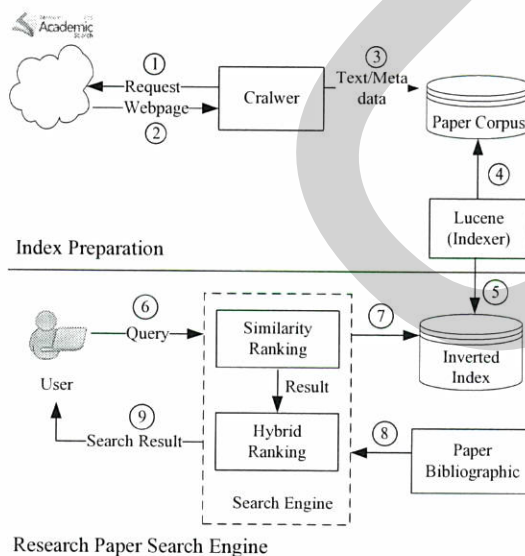 Academic
Search
①
Request
Webpage
②
Cralwer
③
Text/Meta
data
Paper Corpus
④
Lucene
(Indexer)
Index Preparation
⑤
⑥
Query
User
Similarity
Ranking
Result
Hybrid
Ranking
Search Engine
⑦
Inverted
Index
⑧
Paper
Bibliographic
⑨
Search Result
Research Paper Search Engine